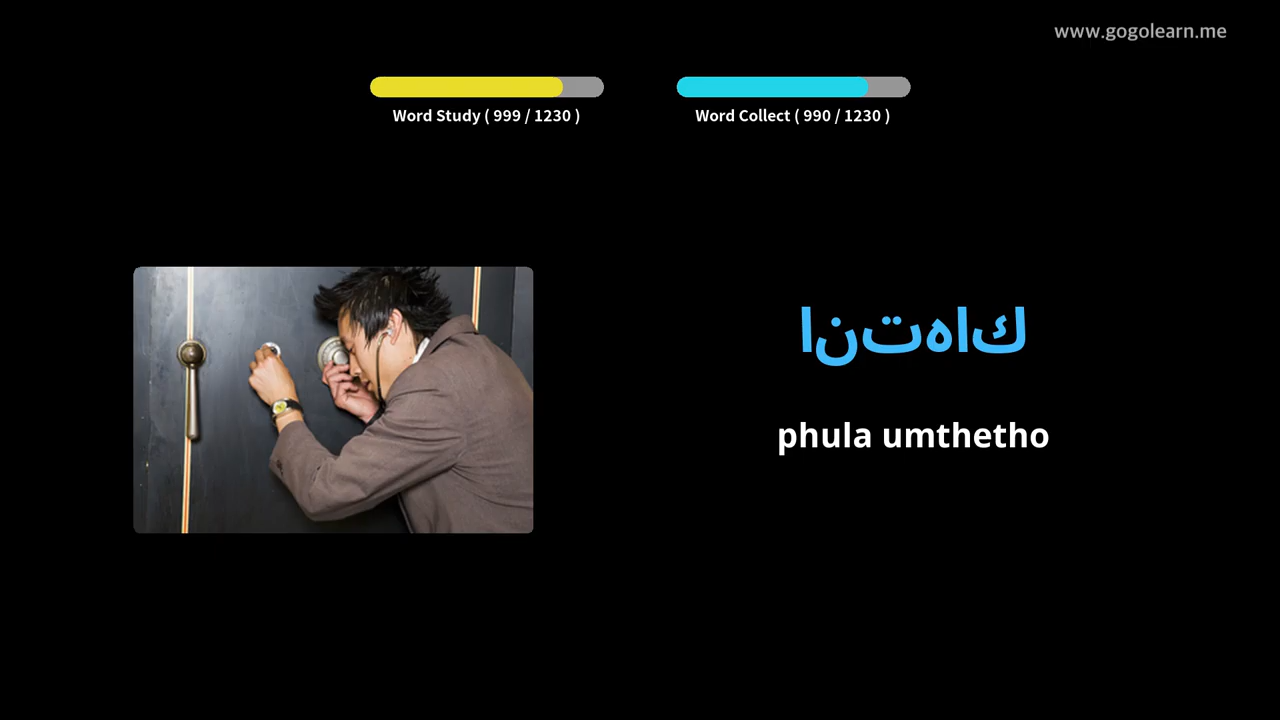 www.gogolearn.me
Word Study ( 999 / 1230 )
Word Collect ( 990 / 1230 )
انتهاك
phula umthetho